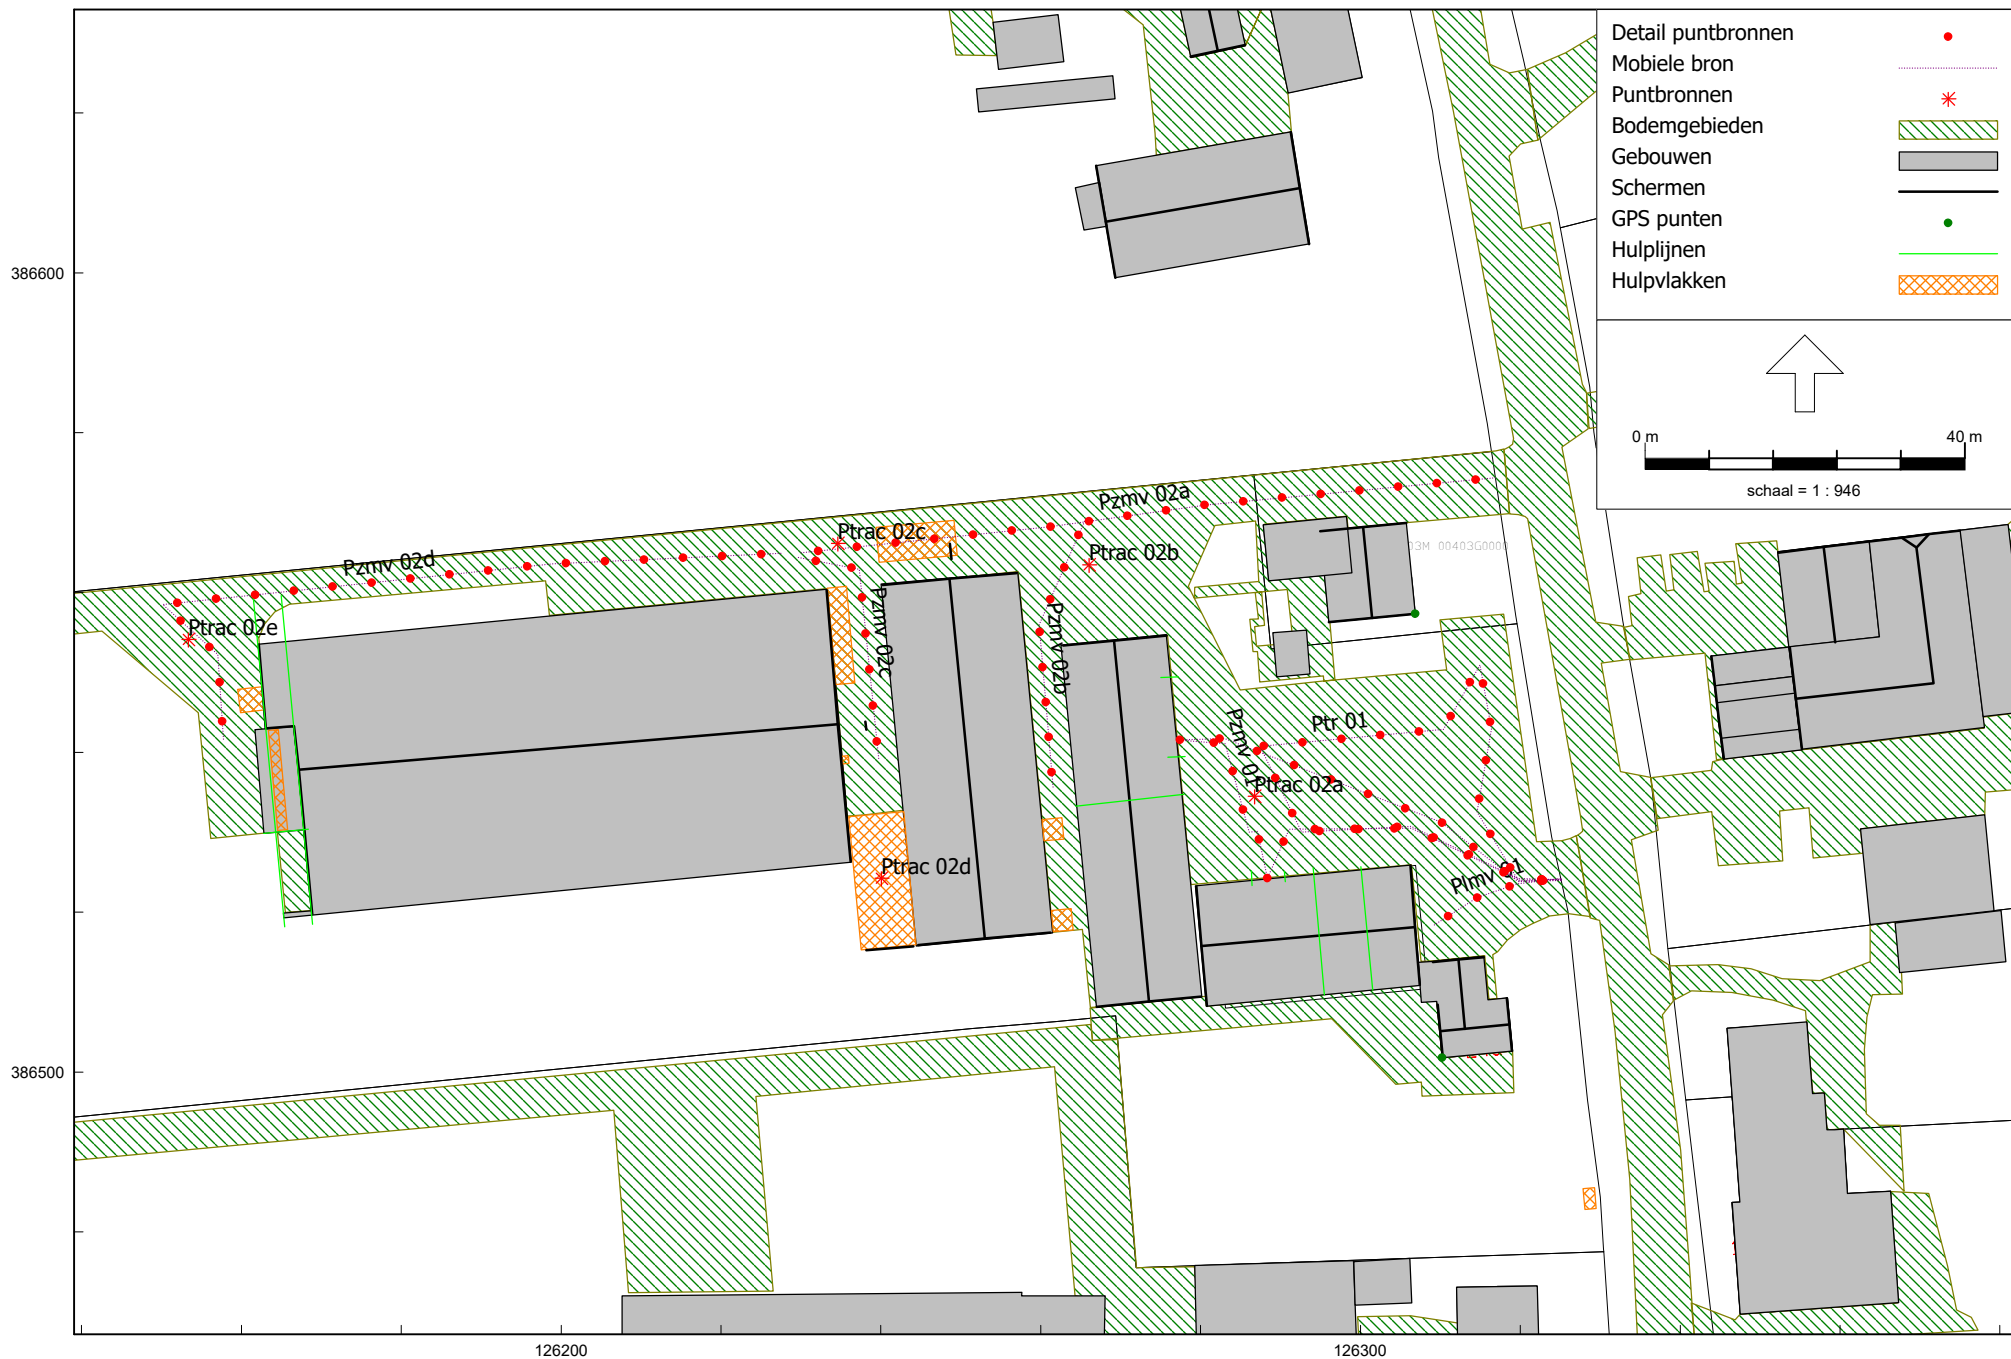 Detail puntbronnen
Mobiele bron
Puntbronnen
Bodemgebieden
Gebouwen
Schermen
GPS punten
Hulplijnen
Hulpvlakken
0 m
40 m
schaal = 1 : 946
386600
Pzmv 02a
Ptrac 02c
Ptrac 02b
Pzmv 02d
Ptrac 02e
Pzmv 02c
Pzmv 02b
Ptr 01
Pzmv 01
Ptrac 02a
Ptrac 02d
Plmv 01
386500
126200
126300